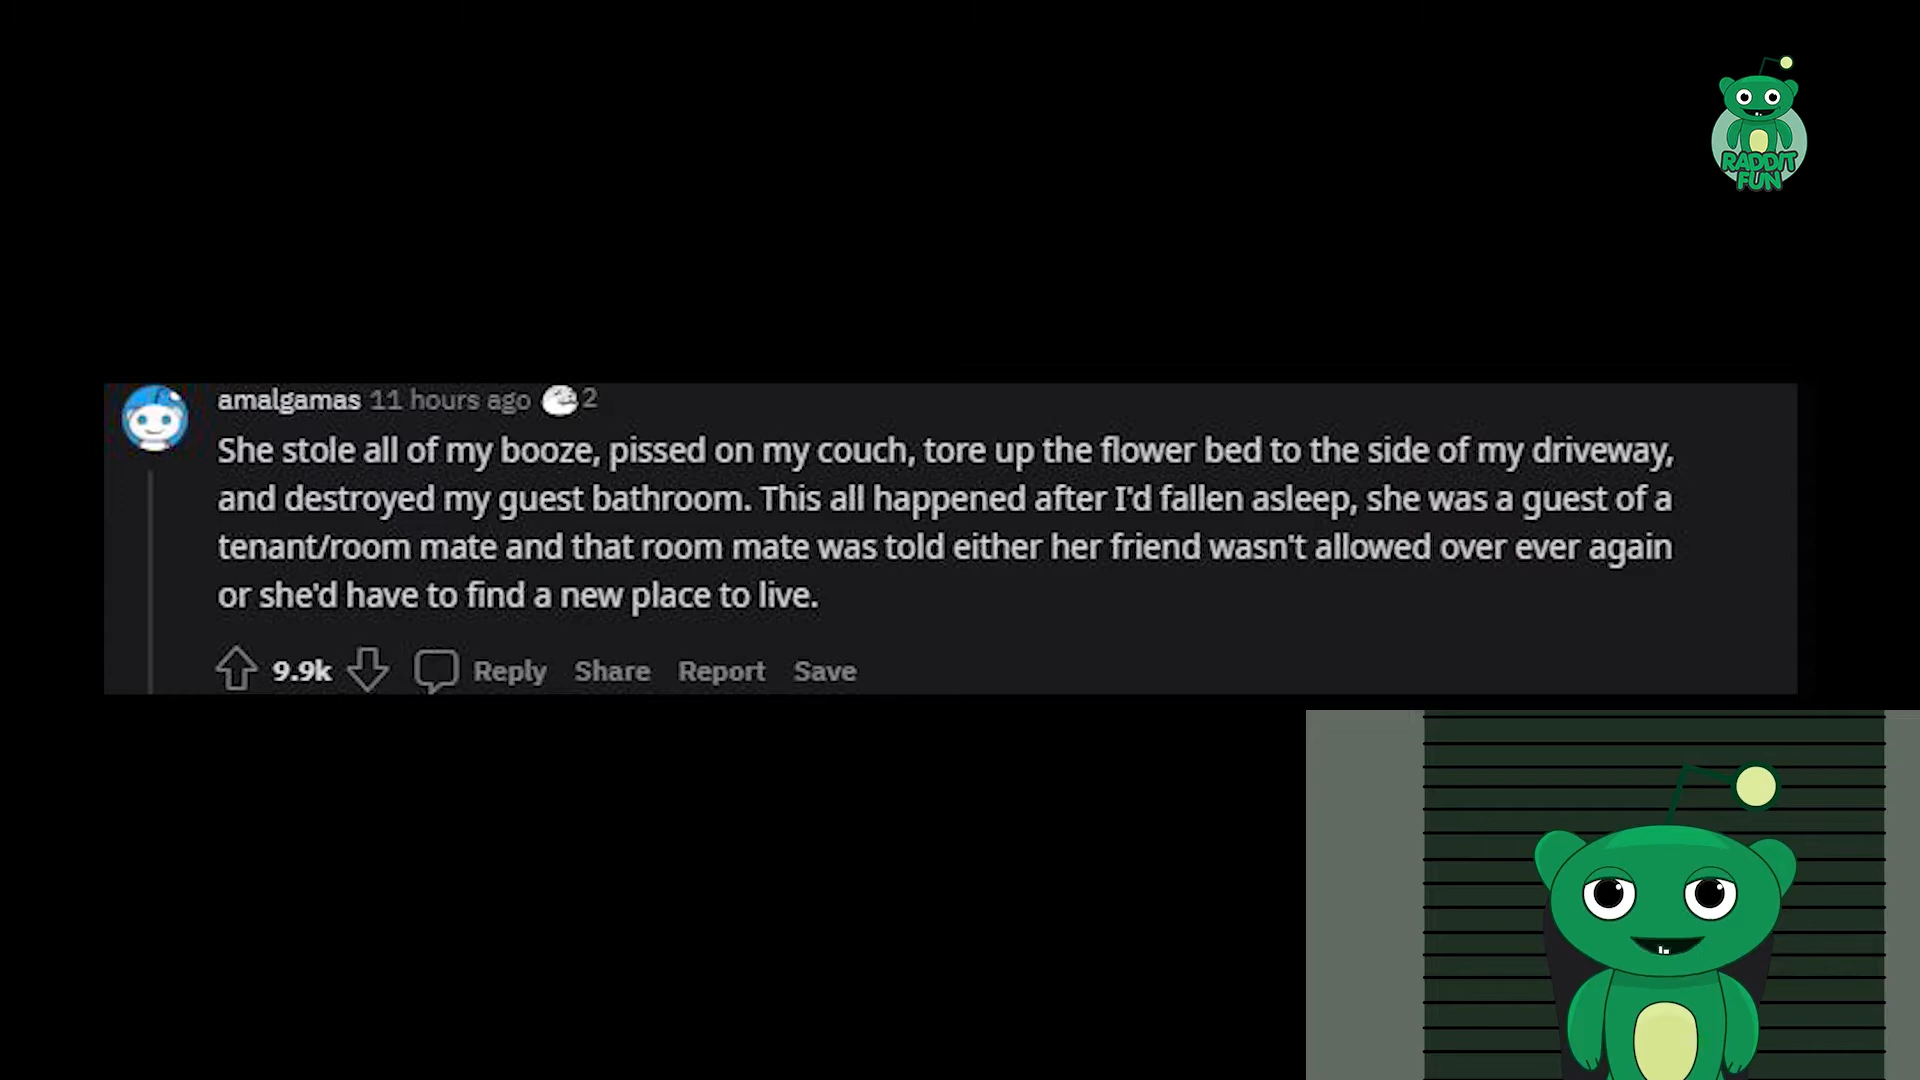 RADDIT
FUN
amalgamas 11 hours ago 2
She stole all of my booze, pissed on my couch, tore up the flower bed to the side of my driveway,
and destroyed my guest bathroom. This all happened after I'd fallen asleep, she was a guest of a
tenant/room mate and that room mate was told either her friend wasn't allowed over ever again
or she'd have to find a new place to live.
9.9k Reply Share Report Save